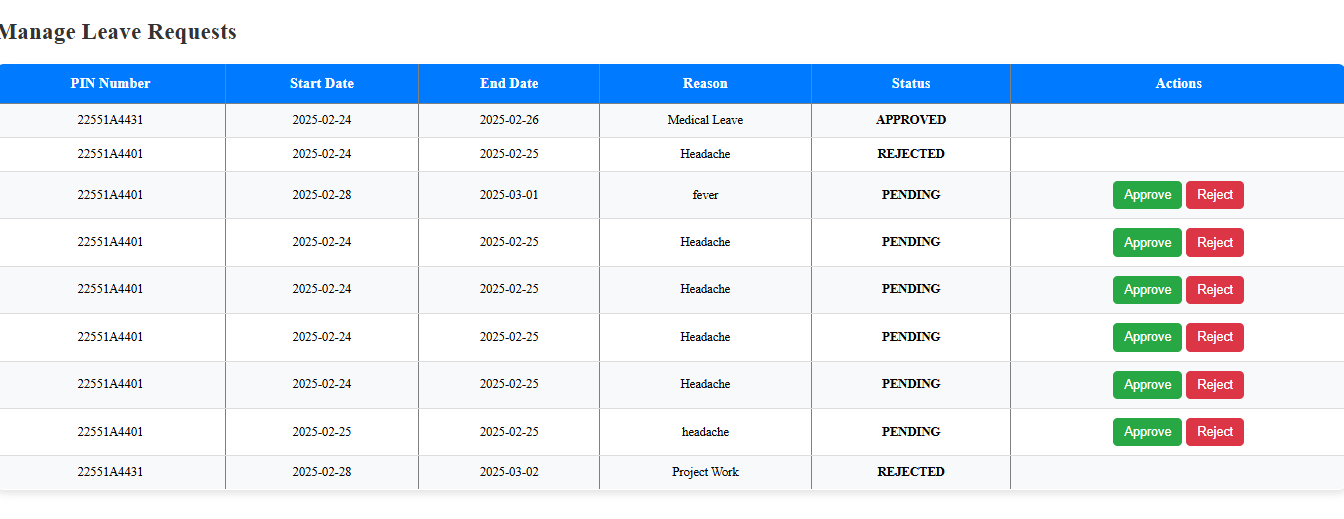 Manage Leave Requests
PIN Number Start Date End Date Reason Status Actions
22551A4431 2025-02-24 2025-02-26 Medical Leave APPROVED
22551A4401 2025-02-24 2025-02-25 Headache REJECTED
22551A4401 2025-02-28 2025-03-01 fever PENDING Approve Reject
22551A4401 2025-02-24 2025-02-25 Headache PENDING Approve Reject
22551A4401 2025-02-24 2025-02-25 Headache PENDING Approve Reject
22551A4401 2025-02-24 2025-02-25 Headache PENDING Approve Reject
22551A4401 2025-02-24 2025-02-25 Headache PENDING Approve Reject
22551A4401 2025-02-25 2025-02-25 headache PENDING Approve Reject
22551A4431 2025-02-28 2025-03-02 Project Work REJECTED